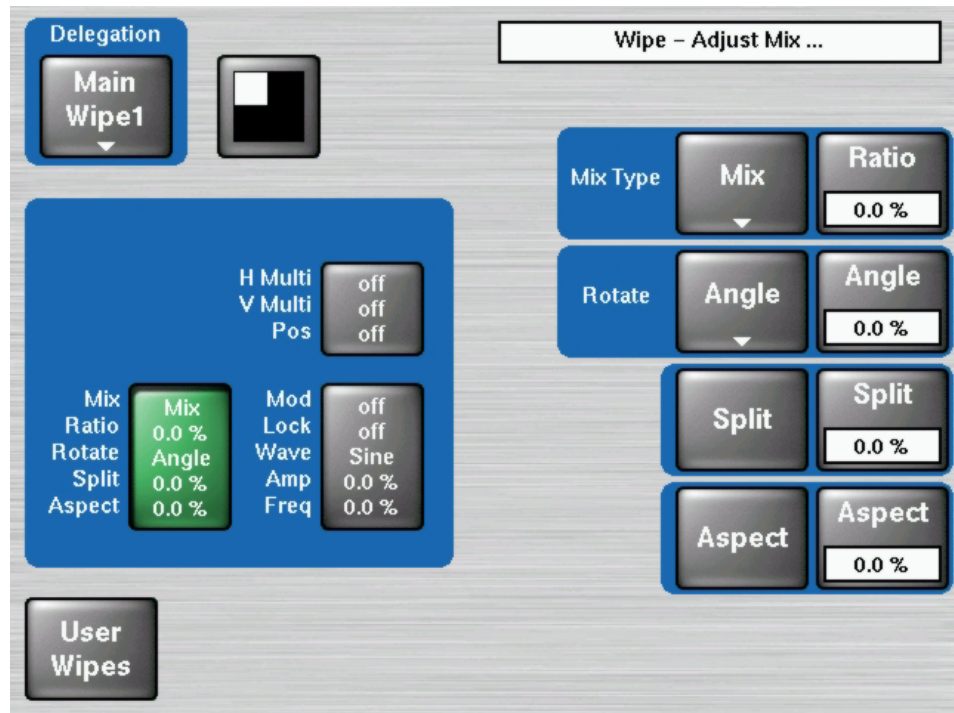 Delegation
Main
Wipe1
Wipe – Adjust Mix ...
Mix Type
Mix
Ratio
0.0 %
Rotate
Angle
Angle
0.0 %
Split
Split
0.0 %
Aspect
Aspect
0.0 %
H Multi off
V Multi off
Pos off
Mix Mix
Ratio 0.0 %
Rotate Angle
Split 0.0 %
Aspect 0.0 %
Mod off
Lock off
Wave Sine
Amp 0.0 %
Freq 0.0 %
User
Wipes